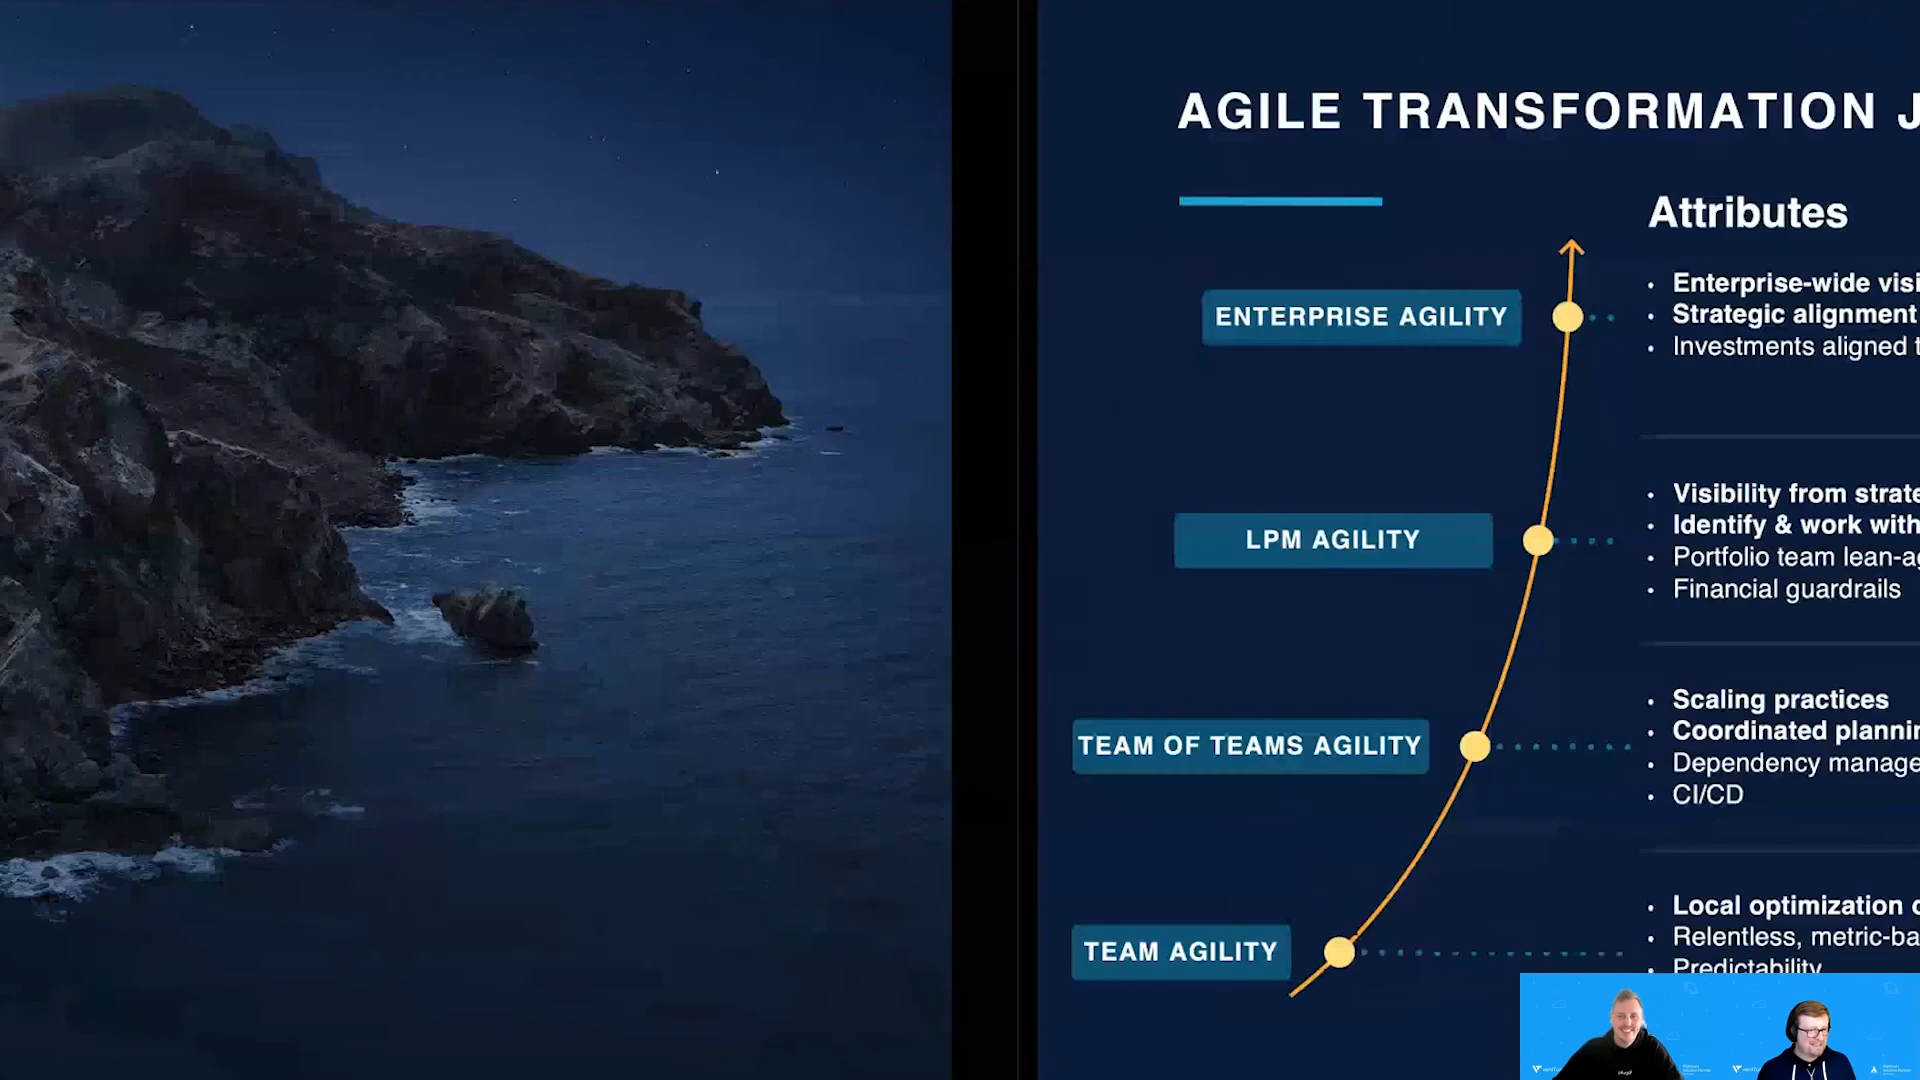 AGILE TRANSFORMATION J
Attributes
ENTERPRISE AGILITY
• Enterprise-wide visi
• Strategic alignment
• Investments aligned t
LPM AGILITY
• Visibility from strate
• Identify & work with
• Portfolio team lean-ag
• Financial guardrails
TEAM OF TEAMS AGILITY
• Scaling practices
• Coordinated plannin
• Dependency manage
• CI/CD
TEAM AGILITY
• Local optimization o
• Relentless, metric-ba
• Predictability